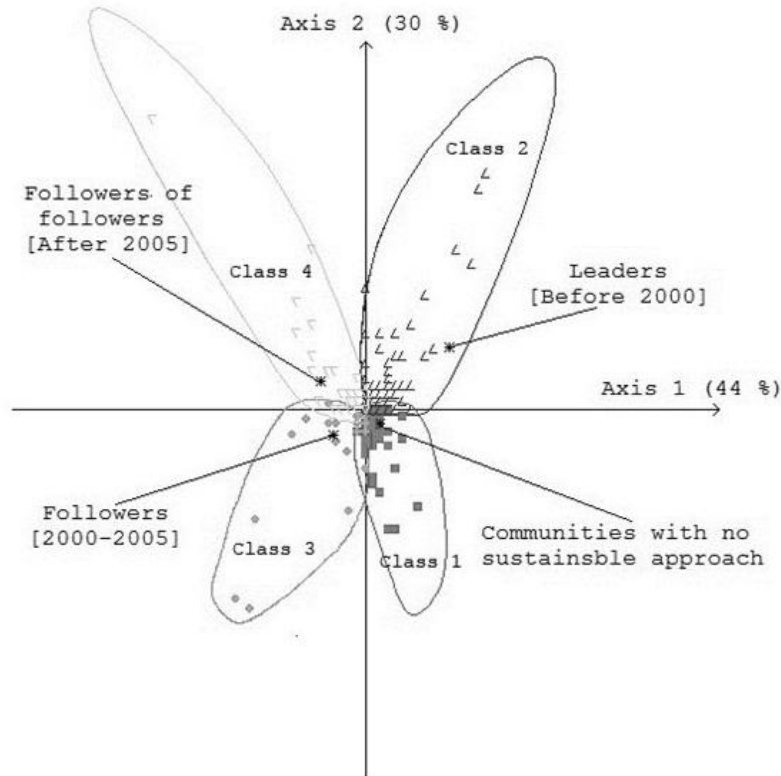 Axis 2 (30 %)
Class 2
Followers of
followers
[After 2005]
Class 4
Leaders
[Before 2000]
Axis 1 (44 %)
Followers
[2000-2005]
Class 3
Class 1
Communities with no
sustainsble approach